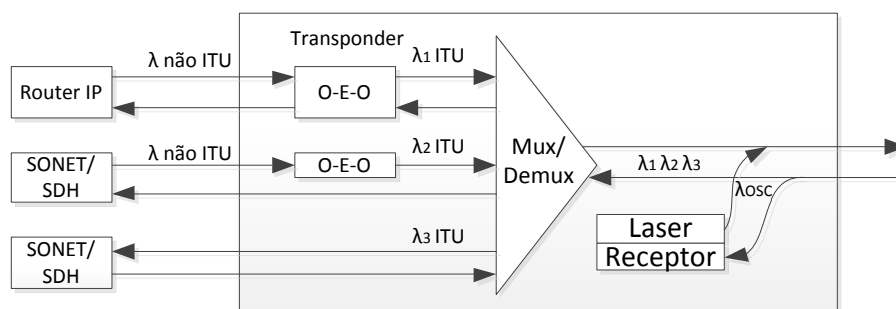 Transponder
λ não ITU
λ1 ITU
Router IP
O-E-O
λ não ITU
λ2 ITU
SONET/
SDH
O-E-O
Mux/
Demux
λ1 λ2 λ3
λOSC
λ3 ITU
SONET/
SDH
Laser
Receptor